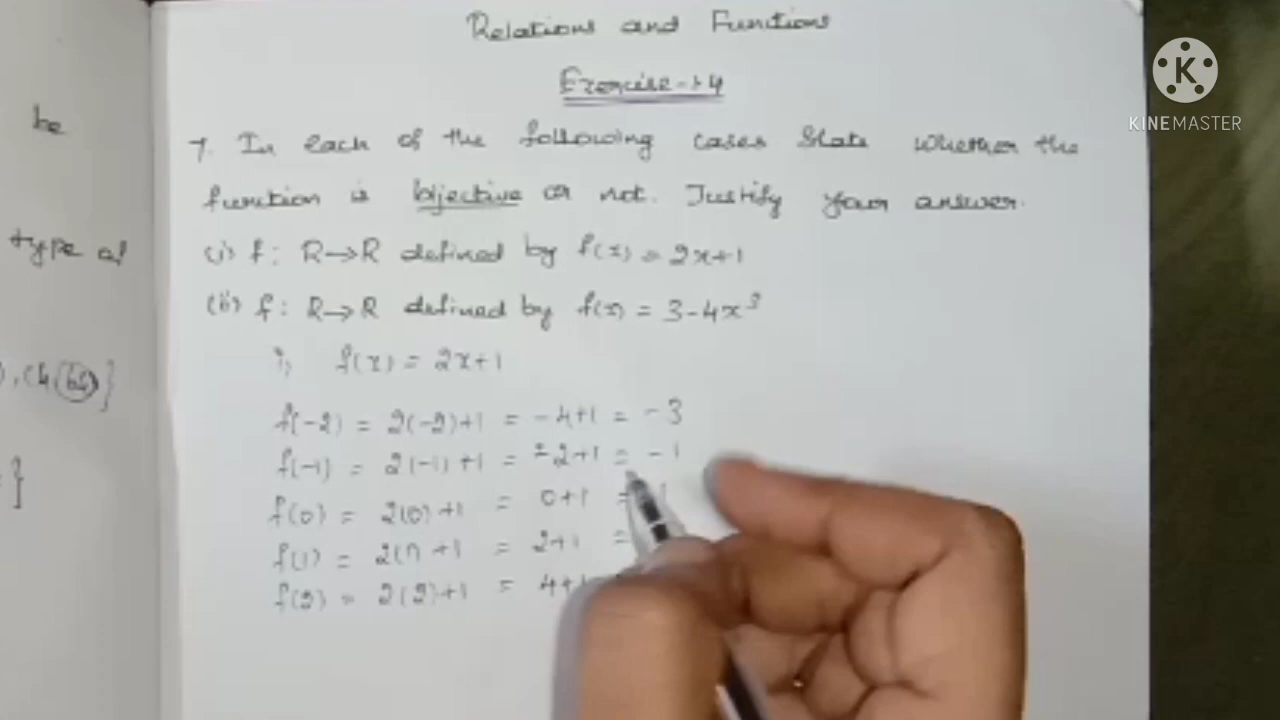 Relations and Functions
Exercise-1.4
7. In each of the following cases State whether the
function is bijective or not. Justify your answer.
(i) f: R→R defined by f(x) = 2x+1
(ii) f: R→R defined by f(x) = 3-4x³
i, f(x) = 2x+1
f(-2) = 2(-2)+1 = -4+1 = -3
f(-1) = 2(-1)+1 = -2+1 = -1
f(0) = 2(0)+1 = 0+1 =
f(1) = 2(1)+1 = 2+1 =
f(2) = 2(2)+1 = 4+
be
type of
}
KINEMASTER